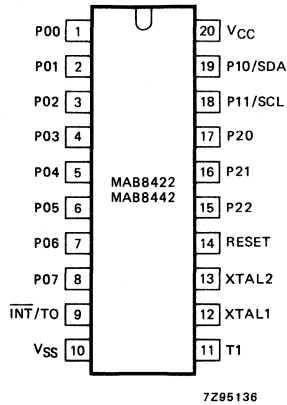 P00 1 20 VCC
P01 2 19 P10/SDA
P02 3 18 P11/SCL
P03 4 17 P20
P04 5 MAB8422 16 P21
MAB8442
P05 6 15 P22
P06 7 14 RESET
P07 8 13 XTAL2
INT/TO 9 12 XTAL1
VSS 10 11 T1
7Z95136